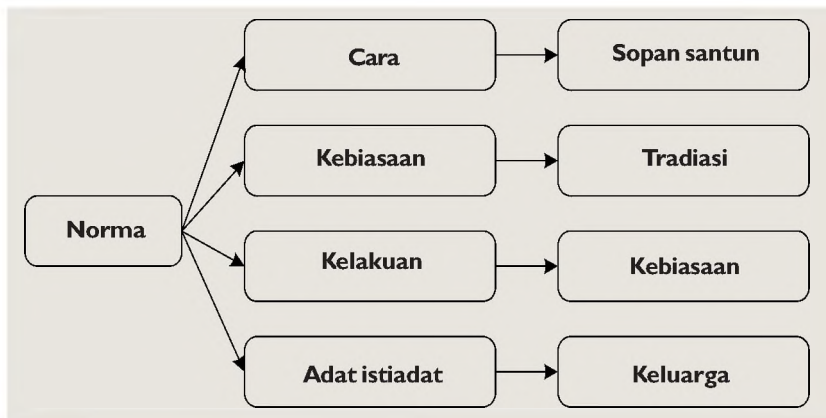 Cara
Sopan santun
Kebiasaan
Tradiasi
Norma
Kelakuan
Kebiasaan
Adat istiadat
Keluarga